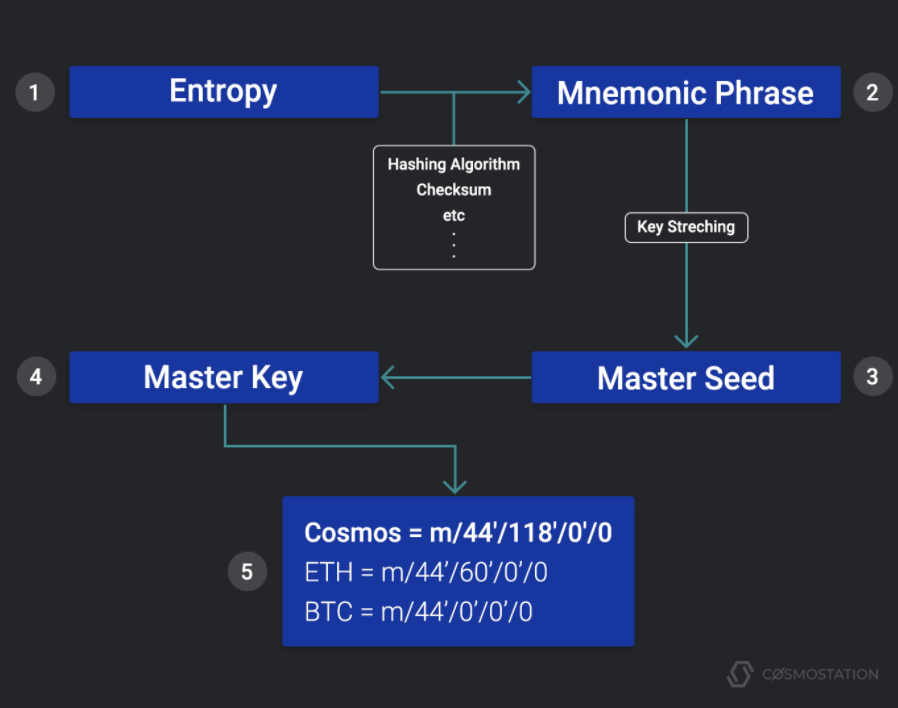 1
Entropy
Mnemonic Phrase
2
Hashing Algorithm
Checksum
etc
.
.
.
Key Streching
4
Master Key
Master Seed
3
5
Cosmos = m/44'/118'/0'/0
ETH = m/44’/60’/0’/0
BTC = m/44’/0’/0’/0
CØSMOSTATION